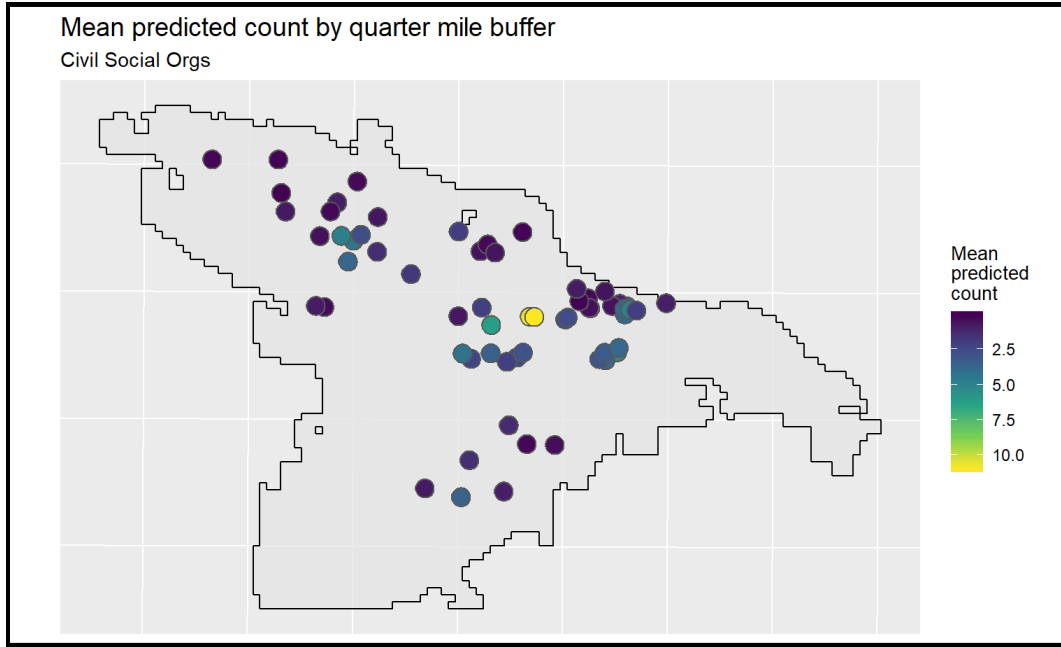 Mean predicted count by quarter mile buffer
Civil Social Orgs
Mean
predicted
count
2.5
5.0
7.5
10.0